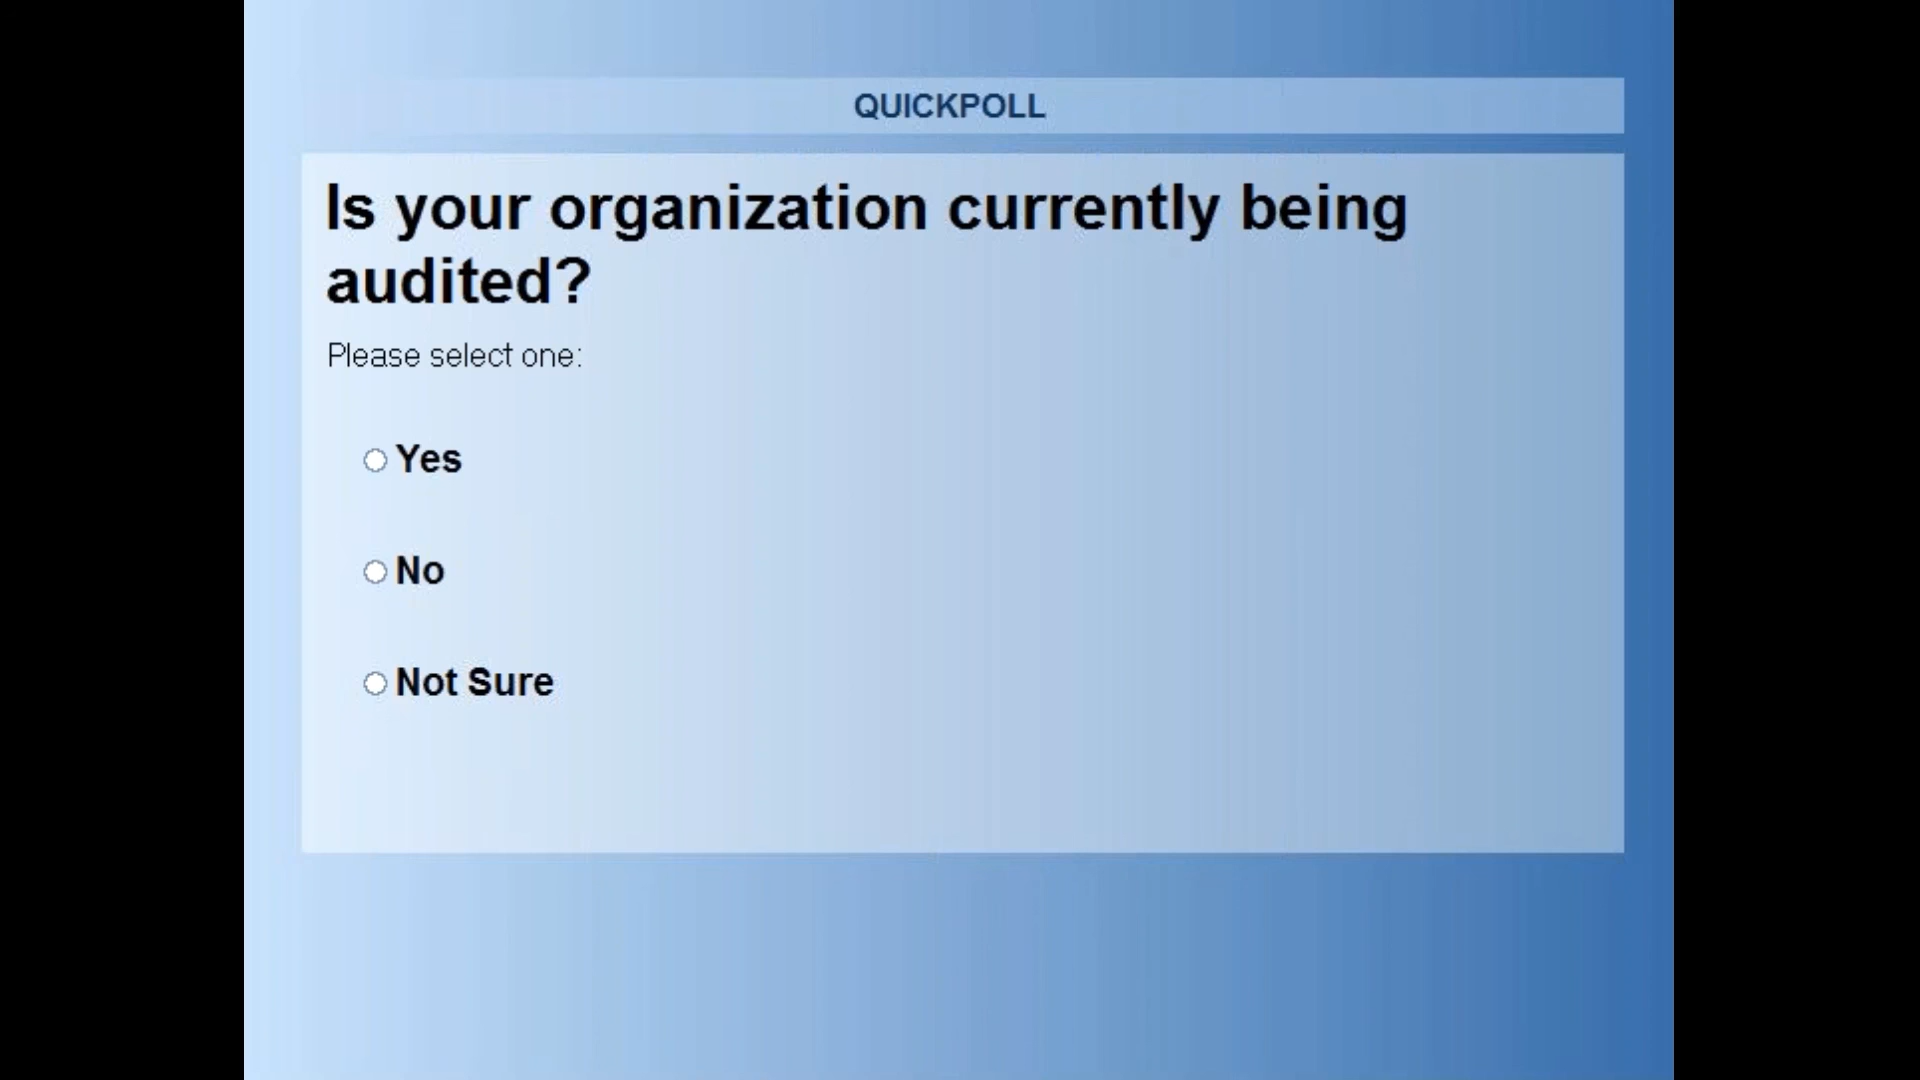 QUICKPOLL
Is your organization currently being
audited?
Please select one:
Yes
No
Not Sure